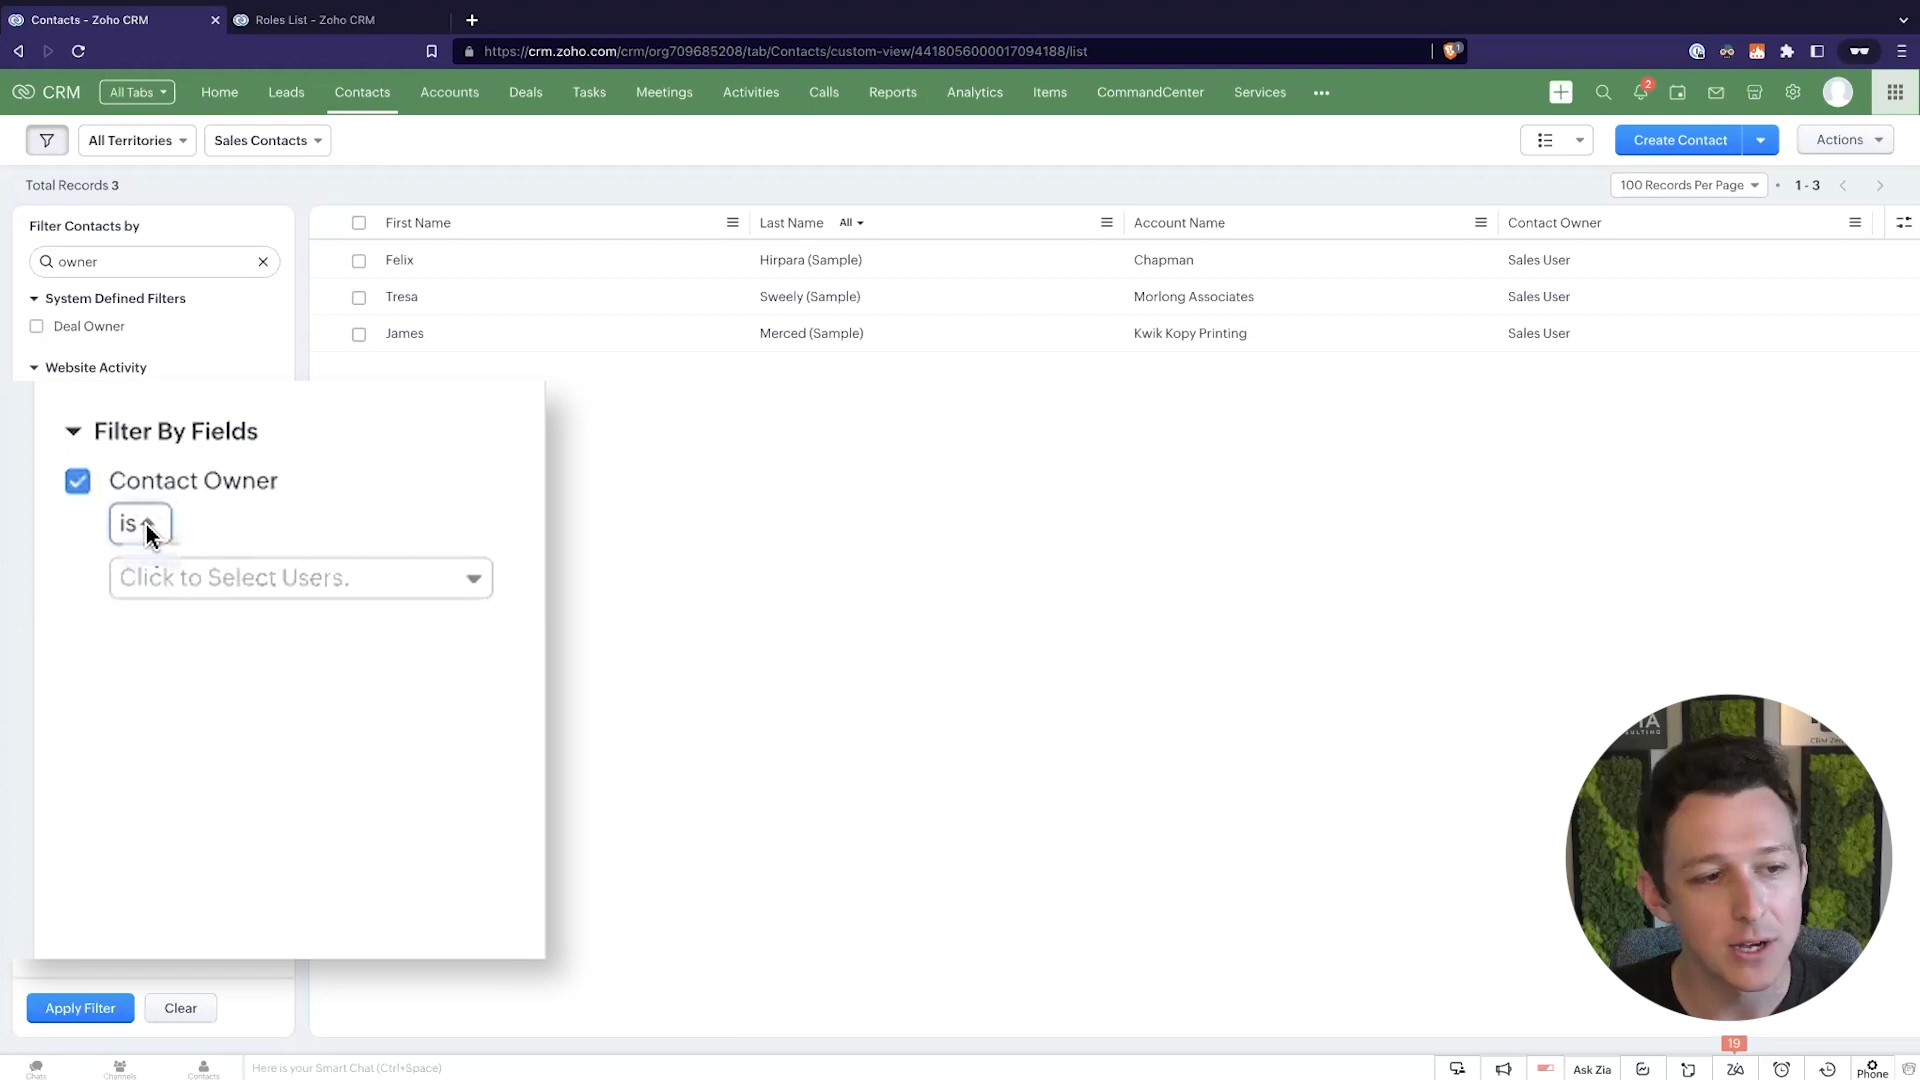 Contacts - Zoho CRM
Roles List - Zoho CRM
https://crm.zoho.com/crm/org709685208/tab/Contacts/custom-view/4418056000017094188/list
1
CRM
All Tabs
Home
Leads
Contacts
Accounts
Deals
Tasks
Meetings
Activities
Calls
Reports
Analytics
Items
CommandCenter
Services
2
All Territories
Sales Contacts
Create Contact
Actions
Total Records 3
100 Records Per Page
1 - 3
Filter Contacts by
owner
System Defined Filters
Deal Owner
Website Activity
First Name
Last Name
All
Account Name
Contact Owner
Felix
Hirpara (Sample)
Chapman
Sales User
Tresa
Sweely (Sample)
Morlong Associates
Sales User
James
Merced (Sample)
Kwik Kopy Printing
Sales User
Filter By Fields
Contact Owner
is
Click to Select Users.
Apply Filter
Clear
19
Chats
Channels
Contacts
Here is your Smart Chat (Ctrl+Space)
Ask Zia
Phone